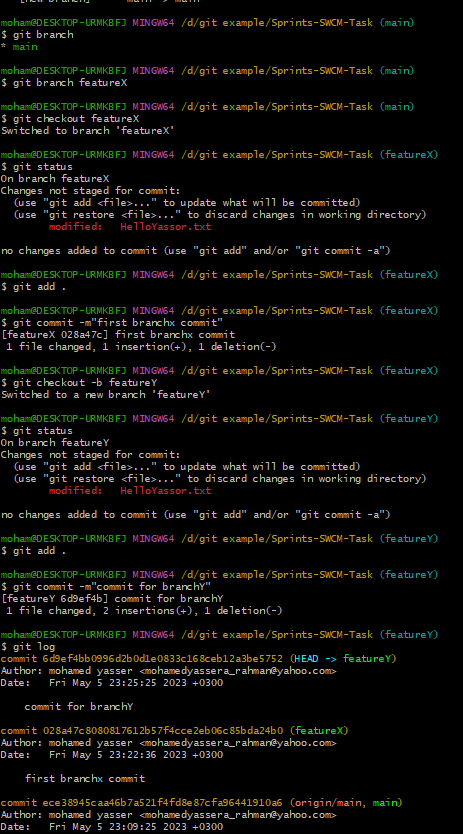 [new branch] main -> main
moham@DESKTOP-URMKBFJ MINGW64 /d/git example/Sprints-SWCM-Task (main)
$ git branch
* main
moham@DESKTOP-URMKBFJ MINGW64 /d/git example/Sprints-SWCM-Task (main)
$ git branch featureX
moham@DESKTOP-URMKBFJ MINGW64 /d/git example/Sprints-SWCM-Task (main)
$ git checkout featureX
Switched to branch 'featureX'
moham@DESKTOP-URMKBFJ MINGW64 /d/git example/Sprints-SWCM-Task (featureX)
$ git status
On branch featureX
Changes not staged for commit:
  (use "git add <file>..." to update what will be committed)
  (use "git restore <file>..." to discard changes in working directory)
        modified:   HelloYassor.txt
no changes added to commit (use "git add" and/or "git commit -a")
moham@DESKTOP-URMKBFJ MINGW64 /d/git example/Sprints-SWCM-Task (featureX)
$ git add .
moham@DESKTOP-URMKBFJ MINGW64 /d/git example/Sprints-SWCM-Task (featureX)
$ git commit -m"first branchx commit"
[featureX 028a47c] first branchx commit
 1 file changed, 1 insertion(+), 1 deletion(-)
moham@DESKTOP-URMKBFJ MINGW64 /d/git example/Sprints-SWCM-Task (featureX)
$ git checkout -b featureY
Switched to a new branch 'featureY'
moham@DESKTOP-URMKBFJ MINGW64 /d/git example/Sprints-SWCM-Task (featureY)
$ git status
On branch featureY
Changes not staged for commit:
  (use "git add <file>..." to update what will be committed)
  (use "git restore <file>..." to discard changes in working directory)
        modified:   HelloYassor.txt
no changes added to commit (use "git add" and/or "git commit -a")
moham@DESKTOP-URMKBFJ MINGW64 /d/git example/Sprints-SWCM-Task (featureY)
$ git add .
moham@DESKTOP-URMKBFJ MINGW64 /d/git example/Sprints-SWCM-Task (featureY)
$ git commit -m"commit for branchY"
[featureY 6d9ef4b] commit for branchY
 1 file changed, 2 insertions(+), 1 deletion(-)
moham@DESKTOP-URMKBFJ MINGW64 /d/git example/Sprints-SWCM-Task (featureY)
$ git log
commit 6d9ef4bb0996d2b0d1e0833c168ceb12a3be5752 (HEAD -> featureY)
Author: mohamed yasser <mohamedyassera_rahman@yahoo.com>
Date:   Fri May 5 23:25:25 2023 +0300
    commit for branchY
commit 028a47c8080817612b57f4cce2eb06c85bda24b0 (featureX)
Author: mohamed yasser <mohamedyassera_rahman@yahoo.com>
Date:   Fri May 5 23:22:36 2023 +0300
    first branchx commit
commit ece38945caa46b7a521f4fd8e87cfa96441910a6 (origin/main, main)
Author: mohamed yasser <mohamedyassera_rahman@yahoo.com>
Date:   Fri May 5 23:09:25 2023 +0300